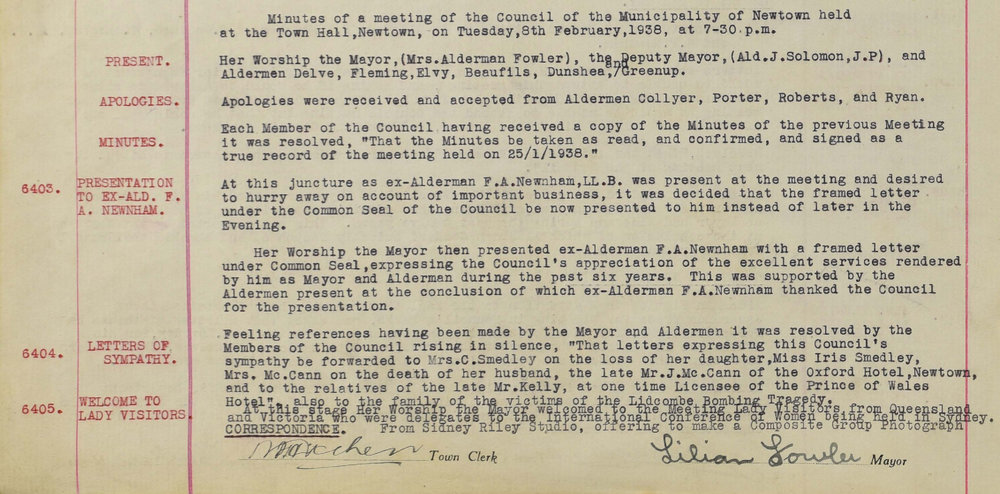 Minutes of a meeting of the Council of the Municipality of Newtown held
at the Town Hall,Newtown, on Tuesday,8th February,1938, at 7-30.p.m.
PRESENT. Her Worship the Mayor,(Mrs.Alderman Fowler), the Deputy Mayor,(Ald.J.Solomon,J.P), and
Aldermen Delve, Fleming,Elvy, Beaufils, Dunshea,/and Greenup.
APOLOGIES. Apologies were received and accepted from Aldermen Collyer, Porter, Roberts, and Ryan.
Each Member of the Council having received a copy of the Minutes of the previous Meeting
MINUTES. it was resolved, "That the Minutes be taken as read, and confirmed, and signed as a
true record of the meeting held on 25/1/1938."
6403. PRESENTATION At this juncture as ex-Alderman F.A.Newnham,LL.B. was present at the meeting and desired
TO EX-ALD. F. to hurry away on account of important business, it was decided that the framed letter
A. NEWNHAM. under the Common Seal of the Council be now presented to him instead of later in the
Evening.
Her Worship the Mayor then presented ex-Alderman F.A.Newnham with a framed letter
under Common Seal,expressing the Council's appreciation of the excellent services rendered
by him as Mayor and Alderman during the past six years. This was supported by the
Aldermen present at the conclusion of which ex-Alderman F.A.Newnham thanked the Council
for the presentation.
Feeling references having been made by the Mayor and Aldermen it was resolved by the
6404. LETTERS OF Members of the Council rising in silence, "That letters expressing this Council's
SYMPATHY. sympathy be forwarded to Mrs.C.Smedley on the loss of her daughter,Miss Iris Smedley,
Mrs. Mc.Cann on the death of her husband, the late Mr.J.Mc.Cann of the Oxford Hotel,Newtown,
and to the relatives of the late Mr.Kelly, at one time Licensee of the Prince of Wales
Hotel", also to the family of the victims of the Lidcombe Bombing Tragedy.
6405. WELCOME TO At this stage Her Worship the Mayor welcomed to the Meeting Lady Visitors from Queensland
LADY VISITORS. and Victoria who were delegates to the International Conference of Women being held in Sydney.
CORRESPONDENCE. From Sidney Riley Studio, offering to make a Composite Group Photograph
Town Clerk Lilian Fowler Mayor